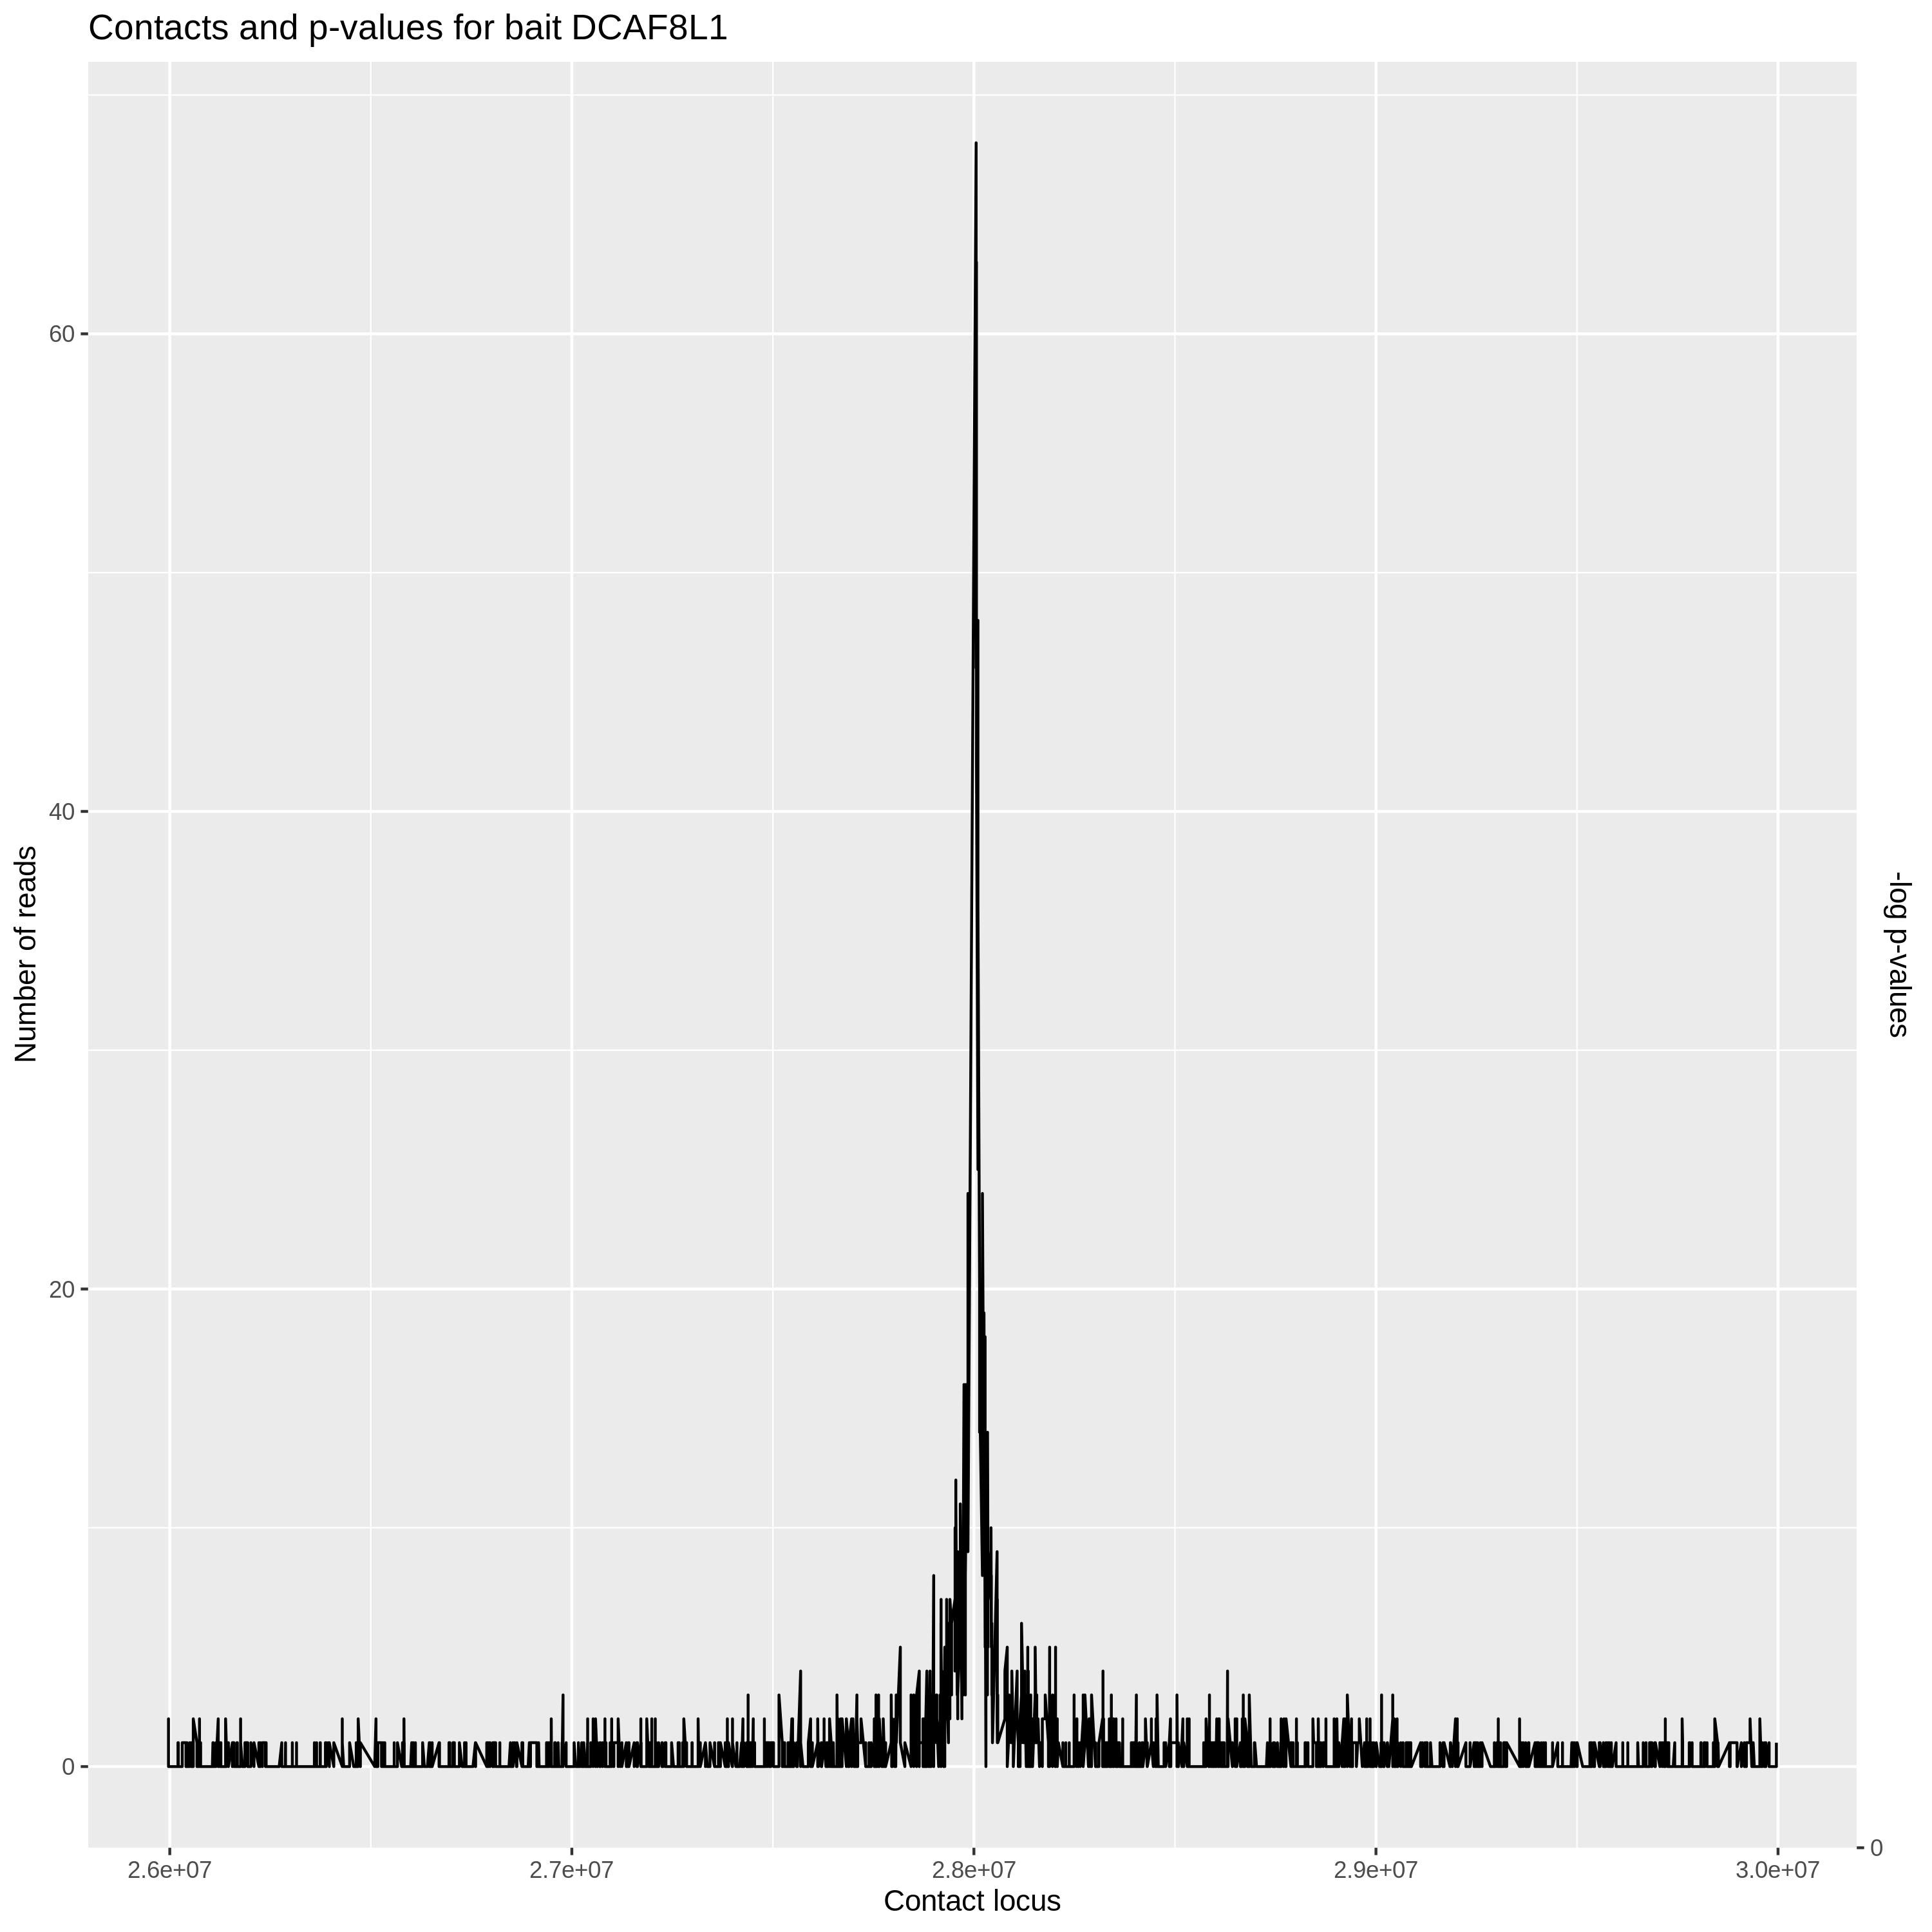 Contacts and p-values for bait DCAF8L1
60
40
20
0
Number of reads
-log p-values
0
2.6e+07
2.7e+07
2.8e+07
2.9e+07
3.0e+07
Contact locus